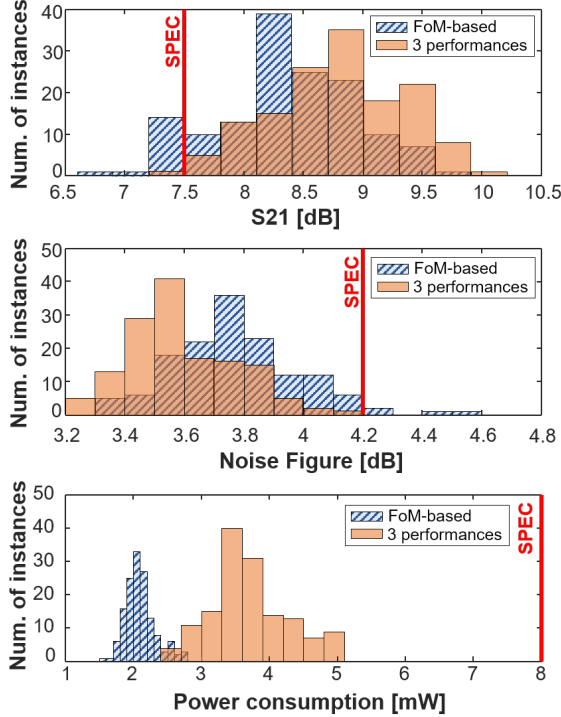 Num. of instances
40
30
20
10
0
SPEC
FoM-based
3 performances
6.5 7 7.5 8 8.5 9 9.5 10 10.5
S21 [dB]
Num. of instances
50
40
30
20
10
0
SPEC
FoM-based
3 performances
3.2 3.4 3.6 3.8 4 4.2 4.4 4.6 4.8
Noise Figure [dB]
Num. of instances
50
40
30
20
10
0
FoM-based
3 performances
SPEC
1 2 3 4 5 6 7 8
Power consumption [mW]